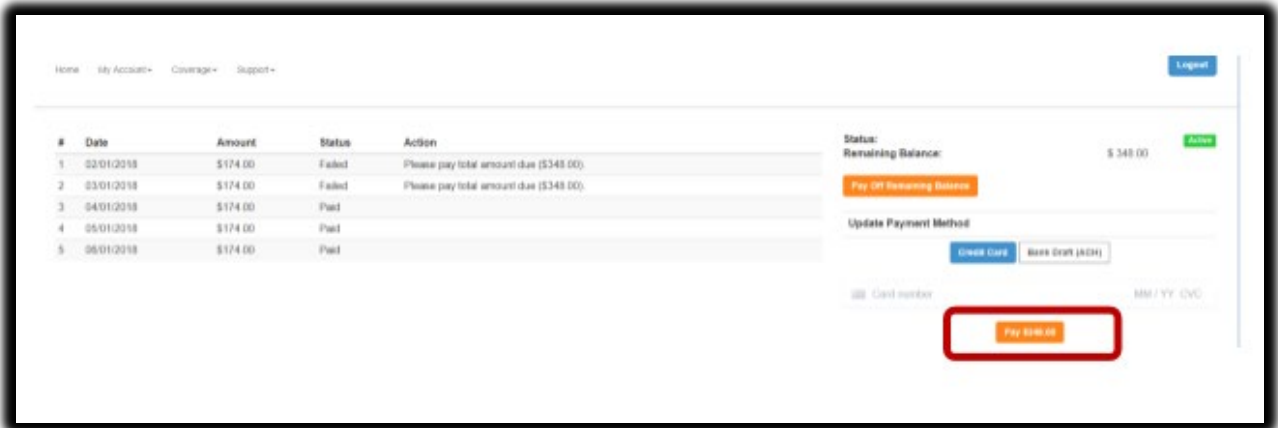 Home My Account Coverage Support Logout
# Date Amount Status Action
1 02/01/2018 $174.00 Failed Please pay total amount due ($348.00).
2 03/01/2018 $174.00 Failed Please pay total amount due ($348.00).
3 04/01/2018 $174.00 Paid
4 05/01/2018 $174.00 Paid
5 06/01/2018 $174.00 Paid
Status: Active
Remaining Balance: $ 348.00
Pay Off Remaining Balance
Update Payment Method
Credit Card Bank Draft (ACH)
Card number MM / YY CVC
Pay $348.00